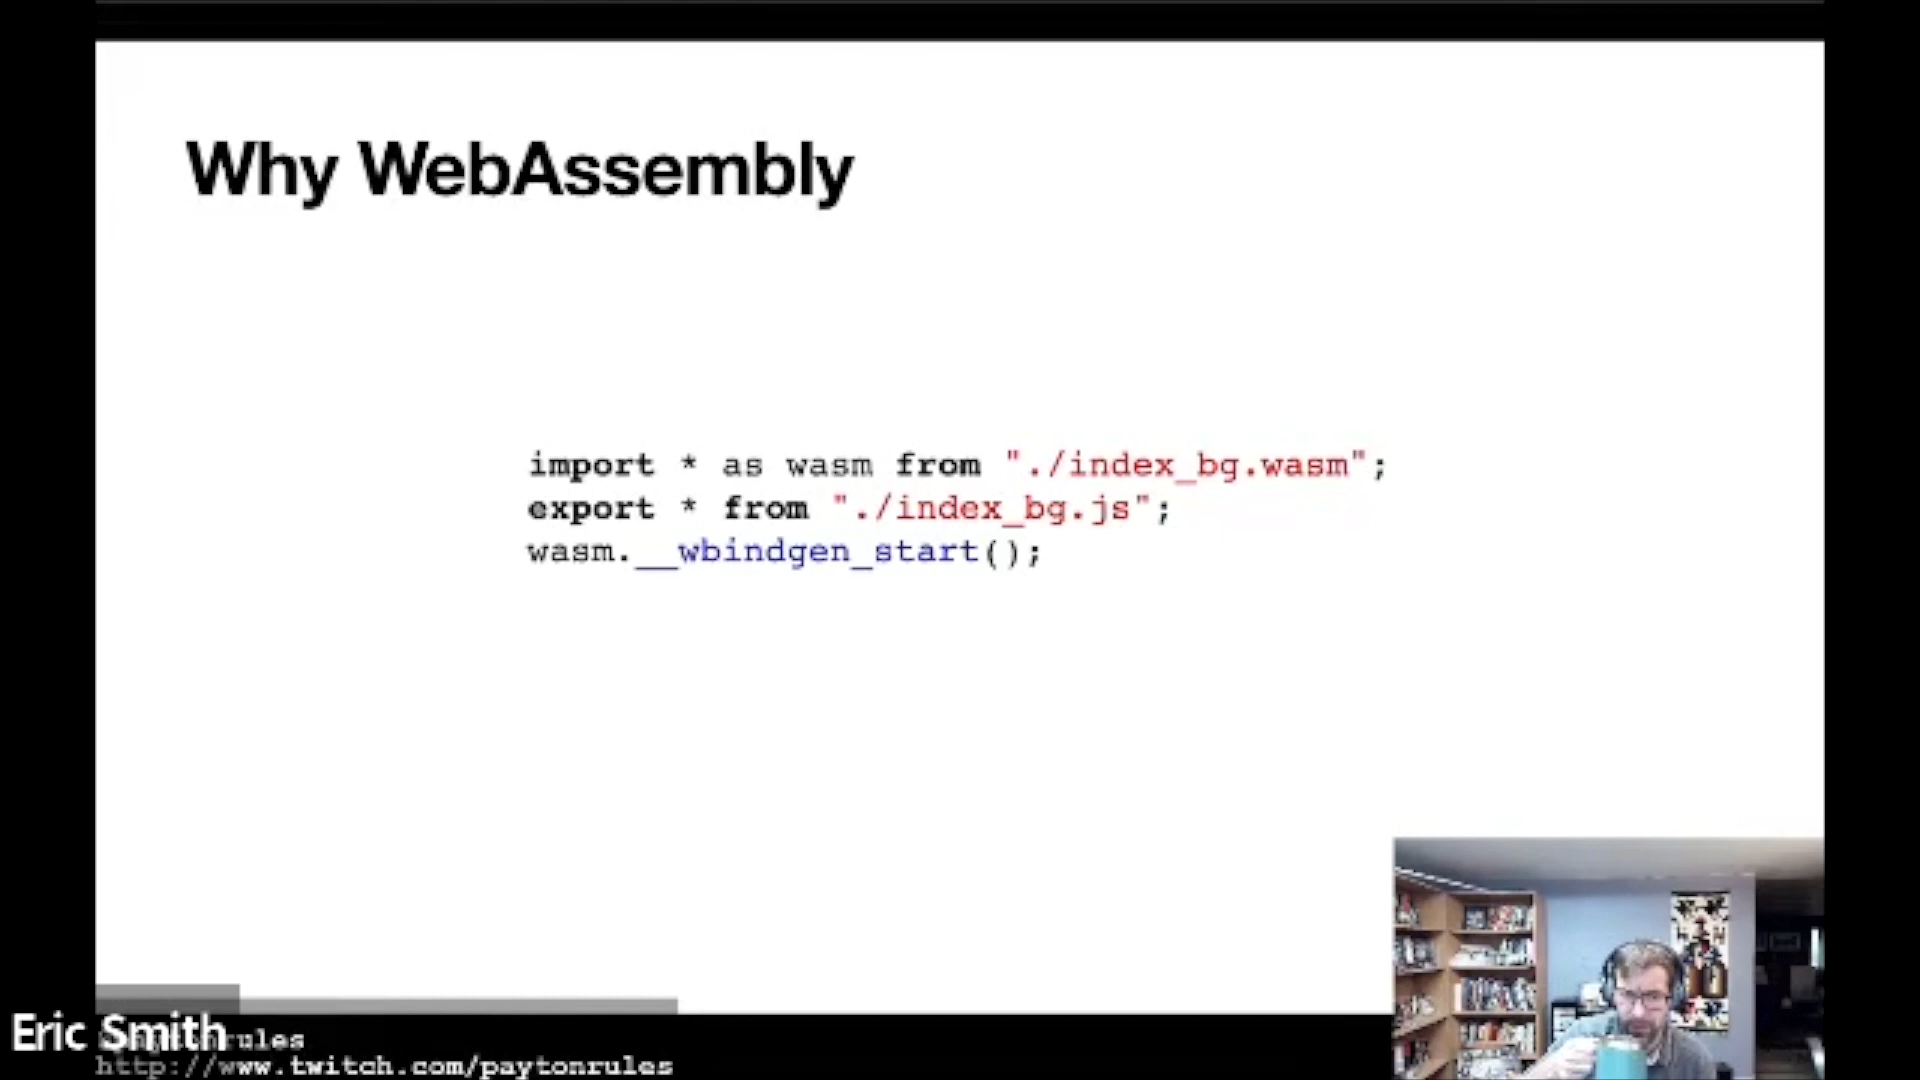 Why WebAssembly
import * as wasm from "./index_bg.wasm";
export * from "./index_bg.js";
wasm.__wbindgen_start();
Eric Smith
http://www.twitch.com/paytonrules